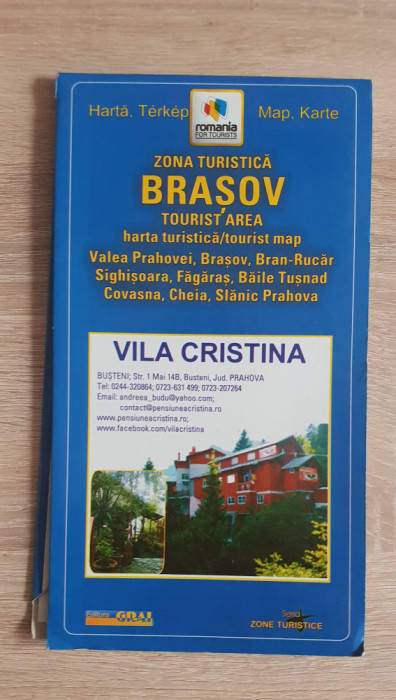 Hartă, Térkép
Map, Karte
romania
FOR TOURISTS
ZONA TURISTICĂ
BRAȘOV
TOURIST AREA
harta turistică/tourist map
Valea Prahovei, Brașov, Bran-Rucăr
Sighișoara, Făgăraș, Băile Tușnad
Covasna, Cheia, Slănic Prahova
VILA CRISTINA
BUȘTENI; Str. 1 Mai 14B, Busteni, Jud. PRAHOVA
Tel: 0244-320864; 0723-631 499; 0723-207264
Email: andreea_budu@yahoo.com;
contact@pensiuneacristina.ro
www.pensiuneacristina.ro;
www.facebook.com/vilacristina
Editura GRAI
Seria
ZONE TURISTICE